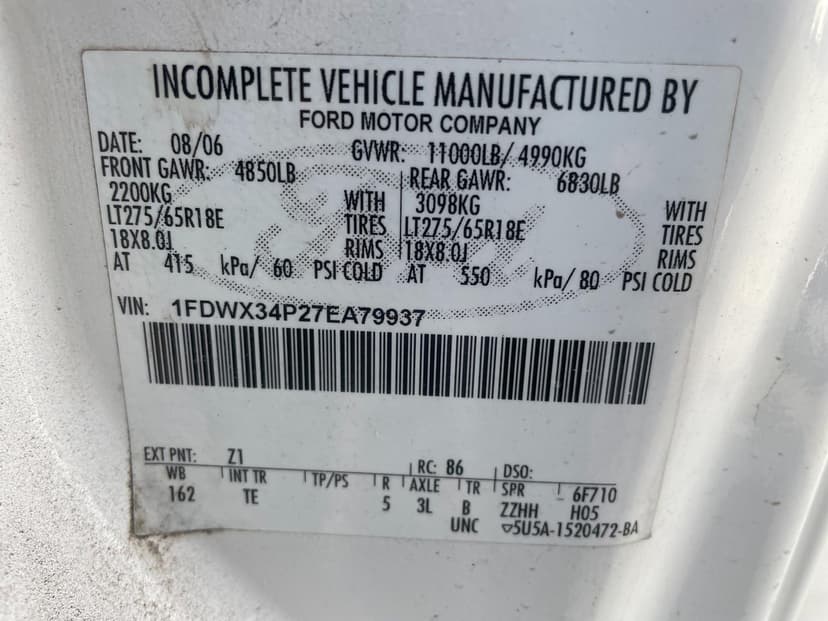 INCOMPLETE VEHICLE MANUFACTURED BY
FORD MOTOR COMPANY
DATE: 08/06 GVWR: 11000LB/ 4990KG
FRONT GAWR: 4850LB REAR GAWR: 6830LB
2200KG WITH 3098KG WITH
LT275/65R18E TIRES LT275/65R18E TIRES
18X8.0J RIMS 18X8.0J RIMS
AT 415 kPa/ 60 PSI COLD AT 550 kPa/ 80 PSI COLD
VIN: 1FDWX34P27EA79937
EXT PNT: Z1 RC: 86 DSO:
WB INT TR TP/PS R AXLE TR SPR 6F710
162 TE 5 3L B ZZHH H05
UNC ▽5U5A-1520472-BA